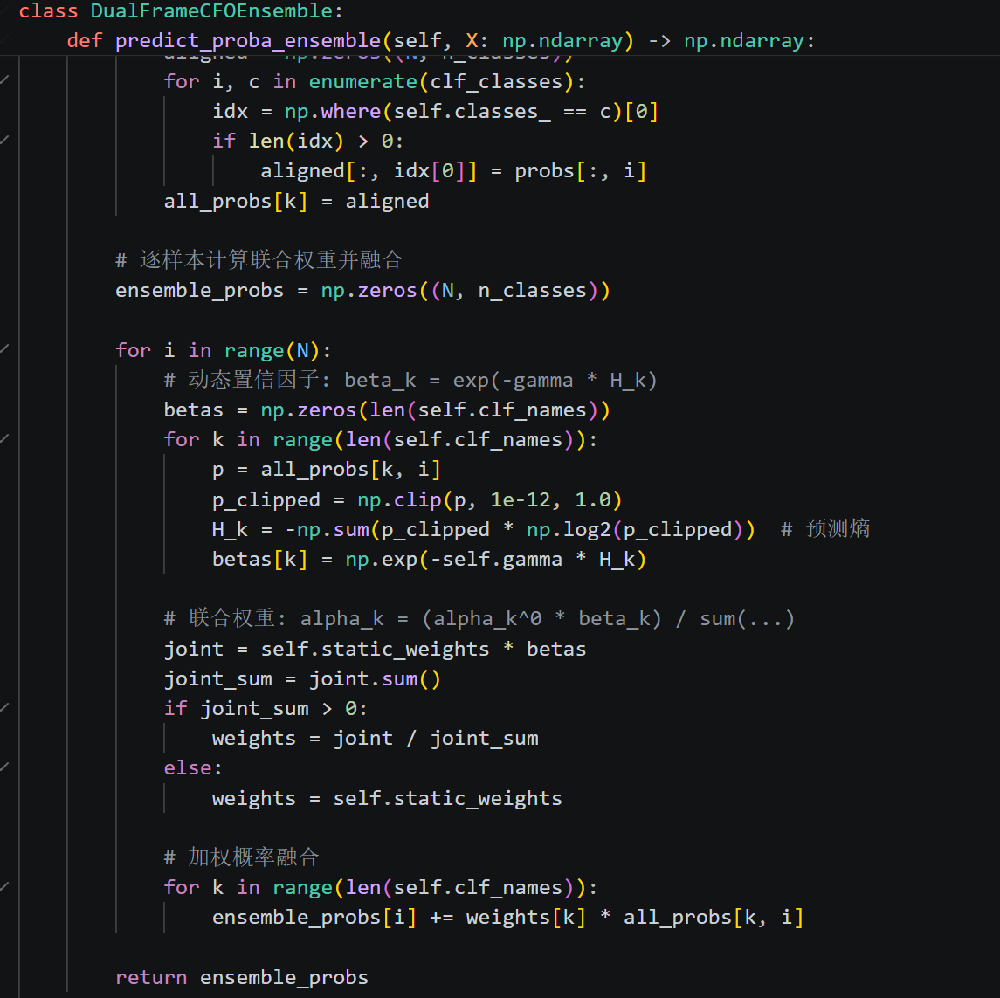 class DualFrameCFOEnsemble:
    def predict_proba_ensemble(self, X: np.ndarray) -> np.ndarray:
            for i, c in enumerate(clf_classes):
                idx = np.where(self.classes_ == c)[0]
                if len(idx) > 0:
                    aligned[:, idx[0]] = probs[:, i]
            all_probs[k] = aligned
        # 逐样本计算联合权重并融合
        ensemble_probs = np.zeros((N, n_classes))
        for i in range(N):
            # 动态置信因子: beta_k = exp(-gamma * H_k)
            betas = np.zeros(len(self.clf_names))
            for k in range(len(self.clf_names)):
                p = all_probs[k, i]
                p_clipped = np.clip(p, 1e-12, 1.0)
                H_k = -np.sum(p_clipped * np.log2(p_clipped))  # 预测熵
                betas[k] = np.exp(-self.gamma * H_k)
            # 联合权重: alpha_k = (alpha_k^0 * beta_k) / sum(...)
            joint = self.static_weights * betas
            joint_sum = joint.sum()
            if joint_sum > 0:
                weights = joint / joint_sum
            else:
                weights = self.static_weights
            # 加权概率融合
            for k in range(len(self.clf_names)):
                ensemble_probs[i] += weights[k] * all_probs[k, i]
        return ensemble_probs